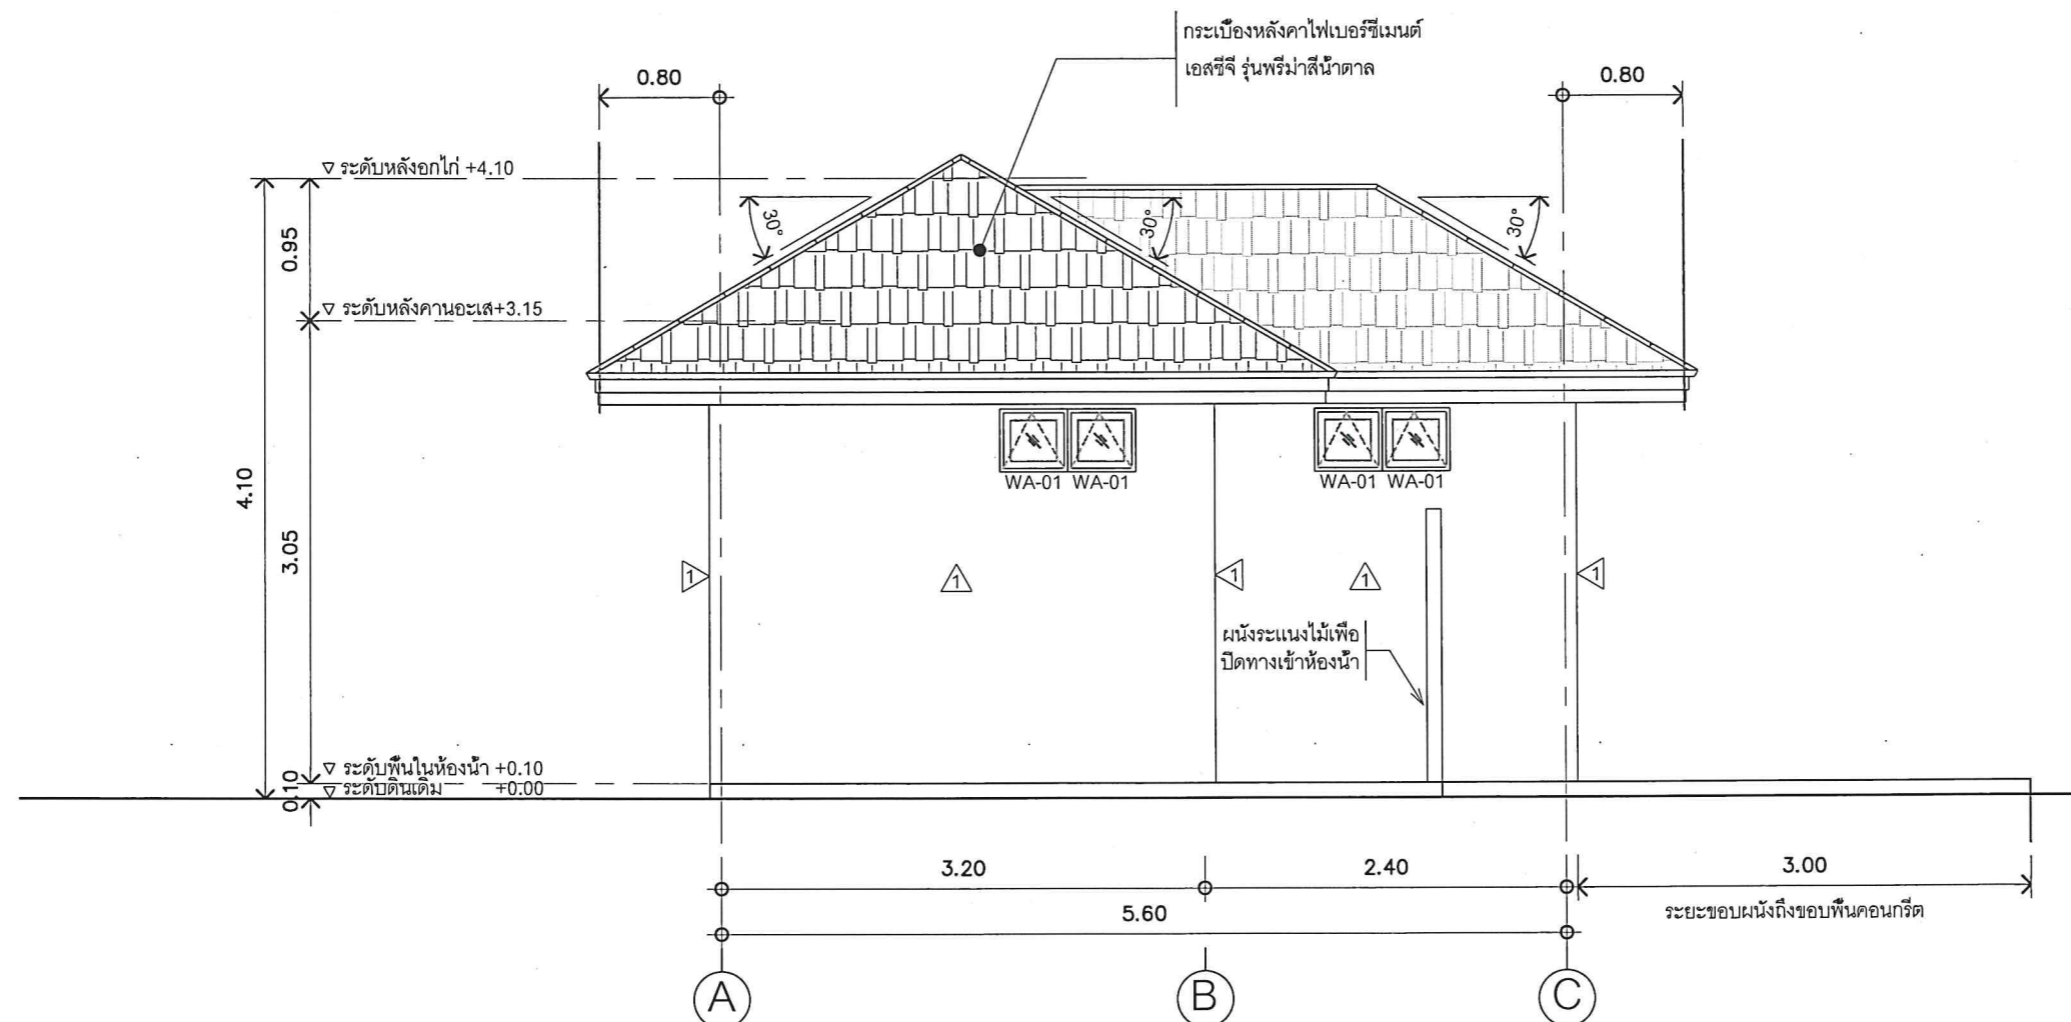 กระเบื้องหลังคาไฟเบอร์ซีเมนต์
เอสซีจี รุ่นพรีม่าสีน้ำตาล
0.80
0.80
ระดับหลังอกไก่ +4.10
30°
30°
30°
0.95
ระดับหลังคานอะเส+3.15
4.10
WA-01 WA-01
WA-01 WA-01
3.05
1
1
1
1
1
ผนังระแนงไม้เพื่อ
ปิดทางเข้าห้องน้ำ
ระดับพื้นในห้องน้ำ +0.10
ระดับดินเดิม +0.00
0.10
3.20
2.40
3.00
5.60
ระยะขอบผนังถึงขอบพื้นคอนกรีต
A
B
C